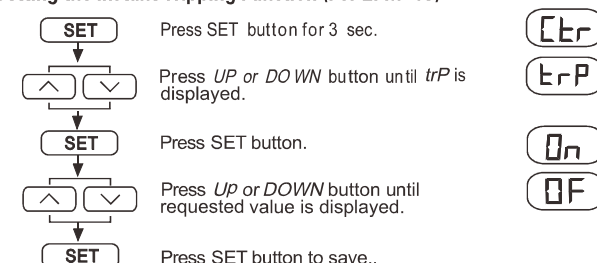 SET Press SET button for 3 sec. Ctr
Press UP or DOWN button until trP is trP
displayed.
SET Press SET button. On
Press Up or DOWN button until OF
requested value is displayed.
SET Press SET button to save..